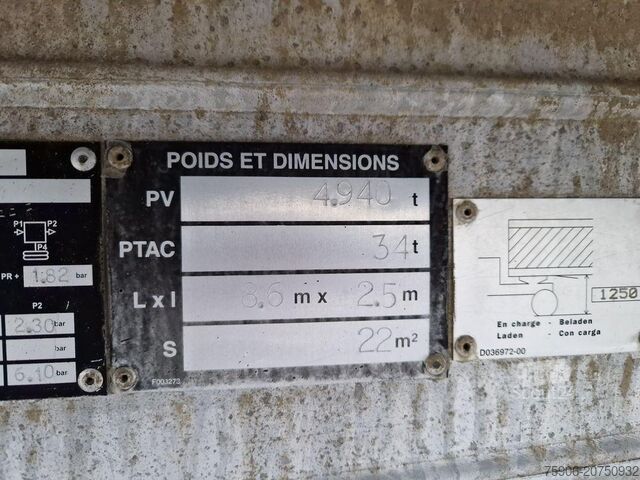 POIDS ET DIMENSIONS
PV 4.940 t
PTAC 34 t
L x l 8.6 m x 2.5 m
S 22 m²
F003273
P1 P2
P4
PR + 1.82 bar
P2
2.30 bar
bar
6.10 bar
1250
En charge - Beladen
Laden - Con carga
D036972-00
75906-20750932